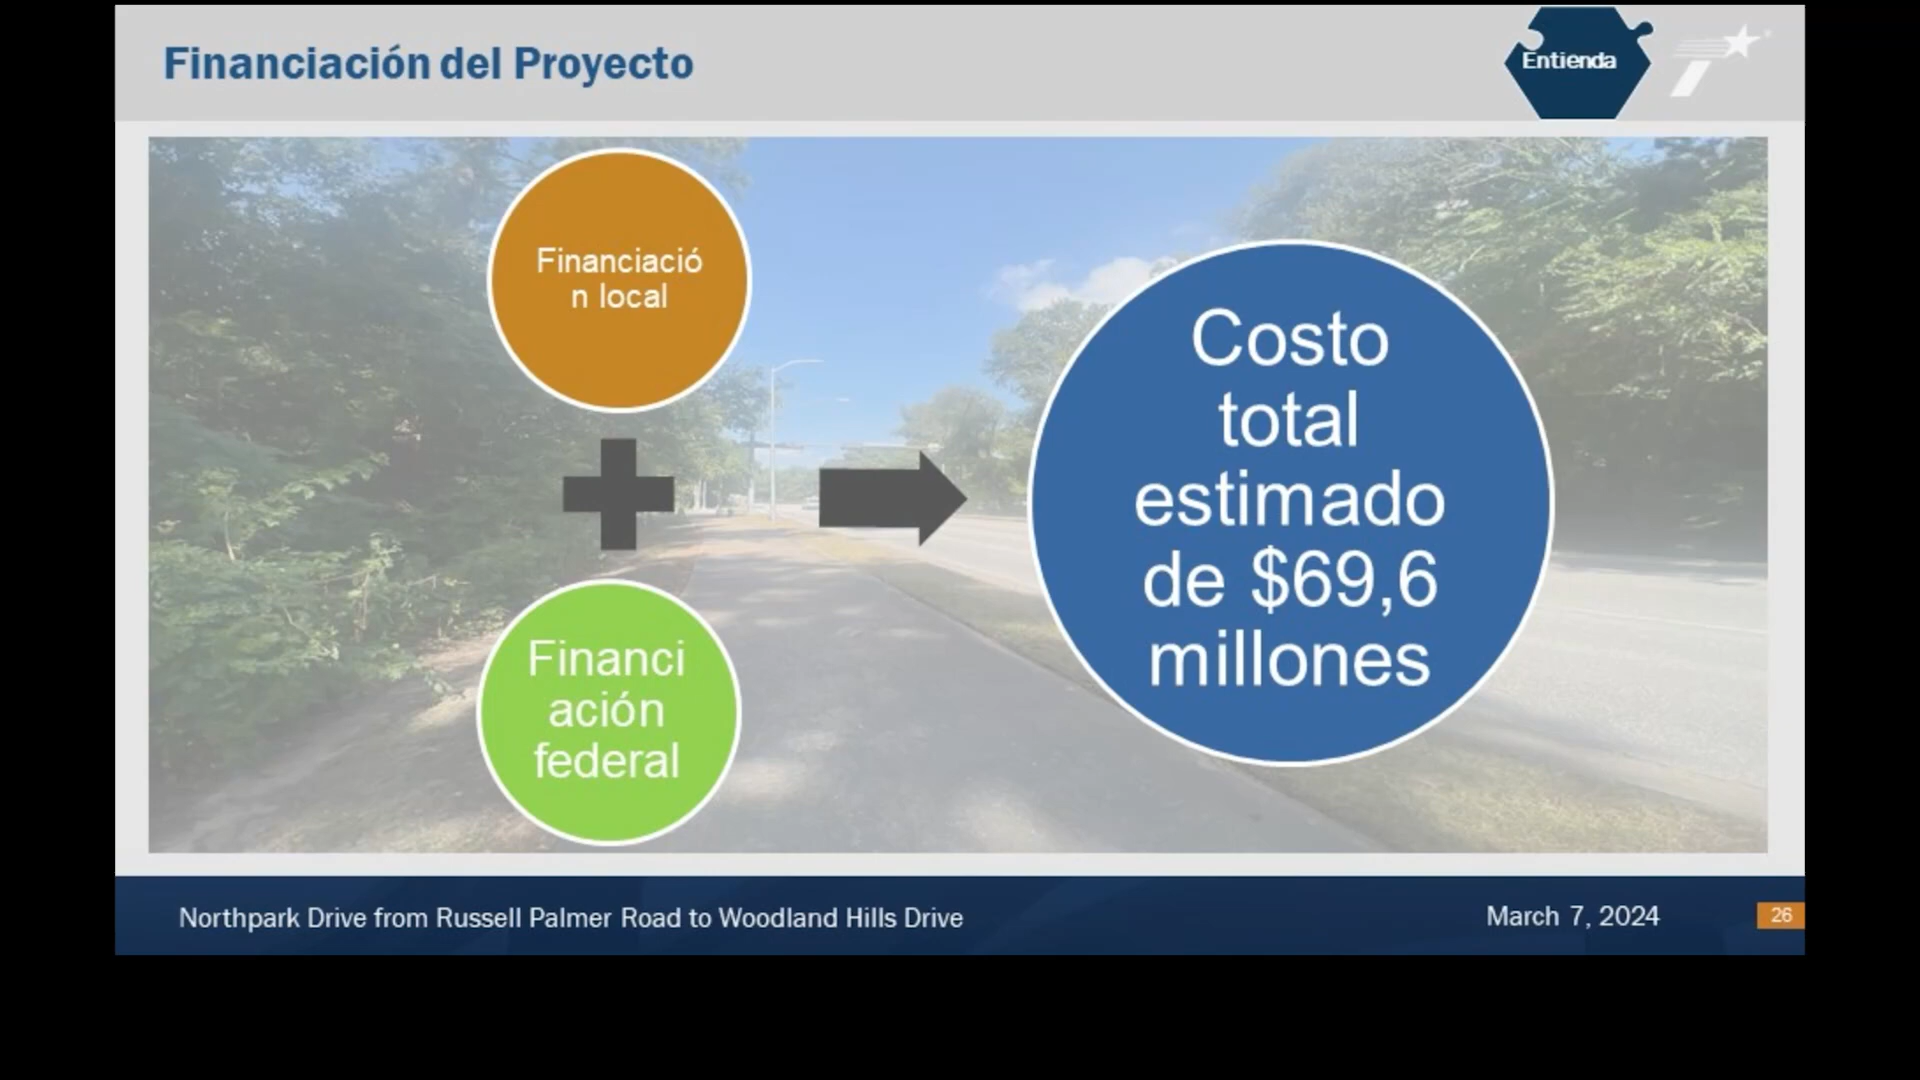 Financiación del Proyecto
Entienda
Financiació
n local
Financi
ación
federal
Costo
total
estimado
de $69,6
millones
Northpark Drive from Russell Palmer Road to Woodland Hills Drive
March 7, 2024
26